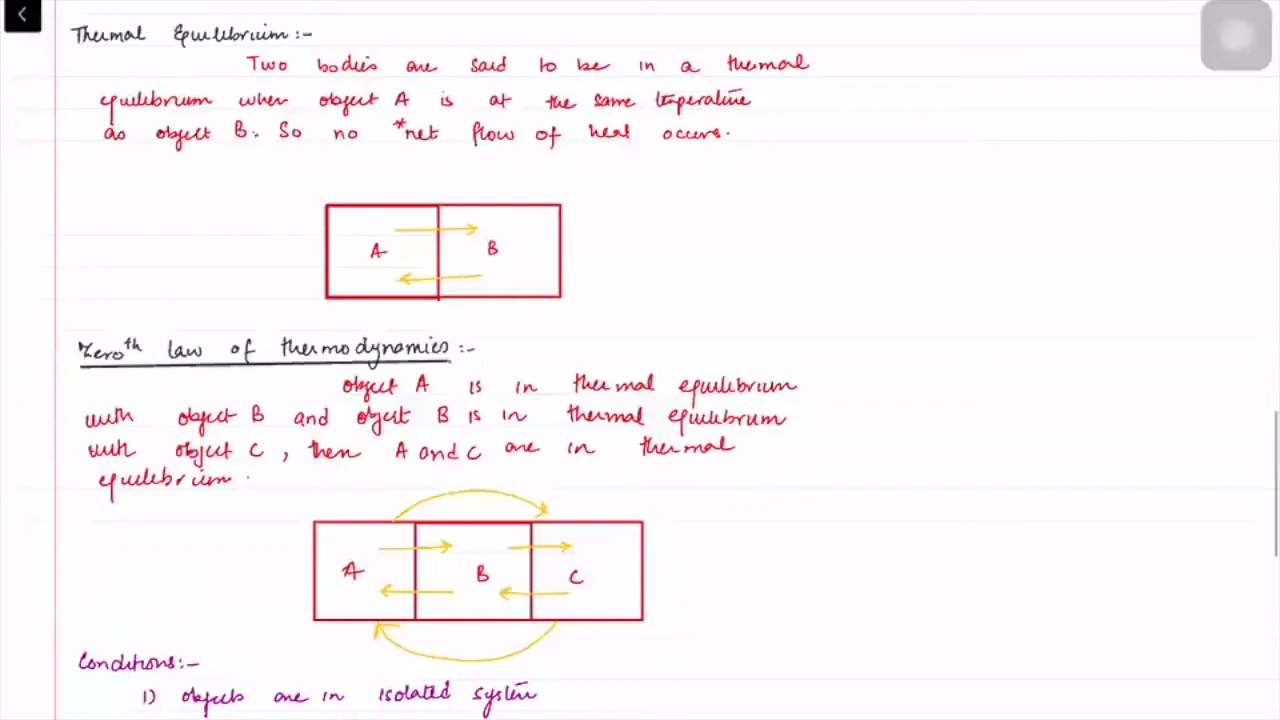 Thermal Equilibrium :-
Two bodies are said to be in a thermal
equilibrium when object A is at the same temperature
as object B. So no *net flow of heat occurs.
A B
Zeroth law of thermodynamics :-
object A is in thermal equilibrium
with object B and object B is in thermal equilibrium
with object C, then A and C are in thermal
equilibrium.
A B C
Conditions:-
1) objects are in isolated system